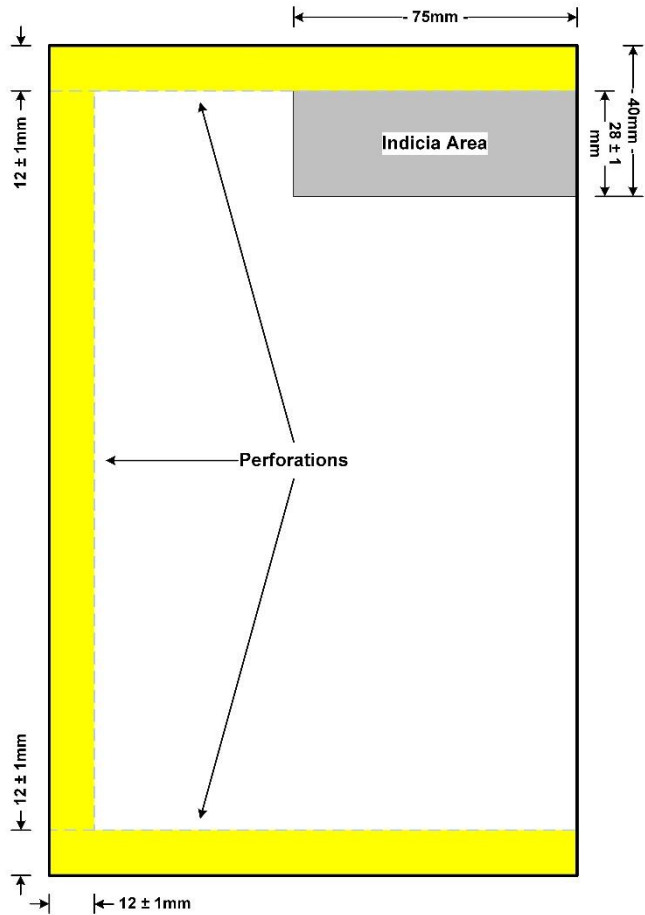 - 75mm -
- 40mm -
28 ± 1
mm
12 ± 1mm
Indicia Area
Perforations
12 ± 1mm
12 ± 1mm